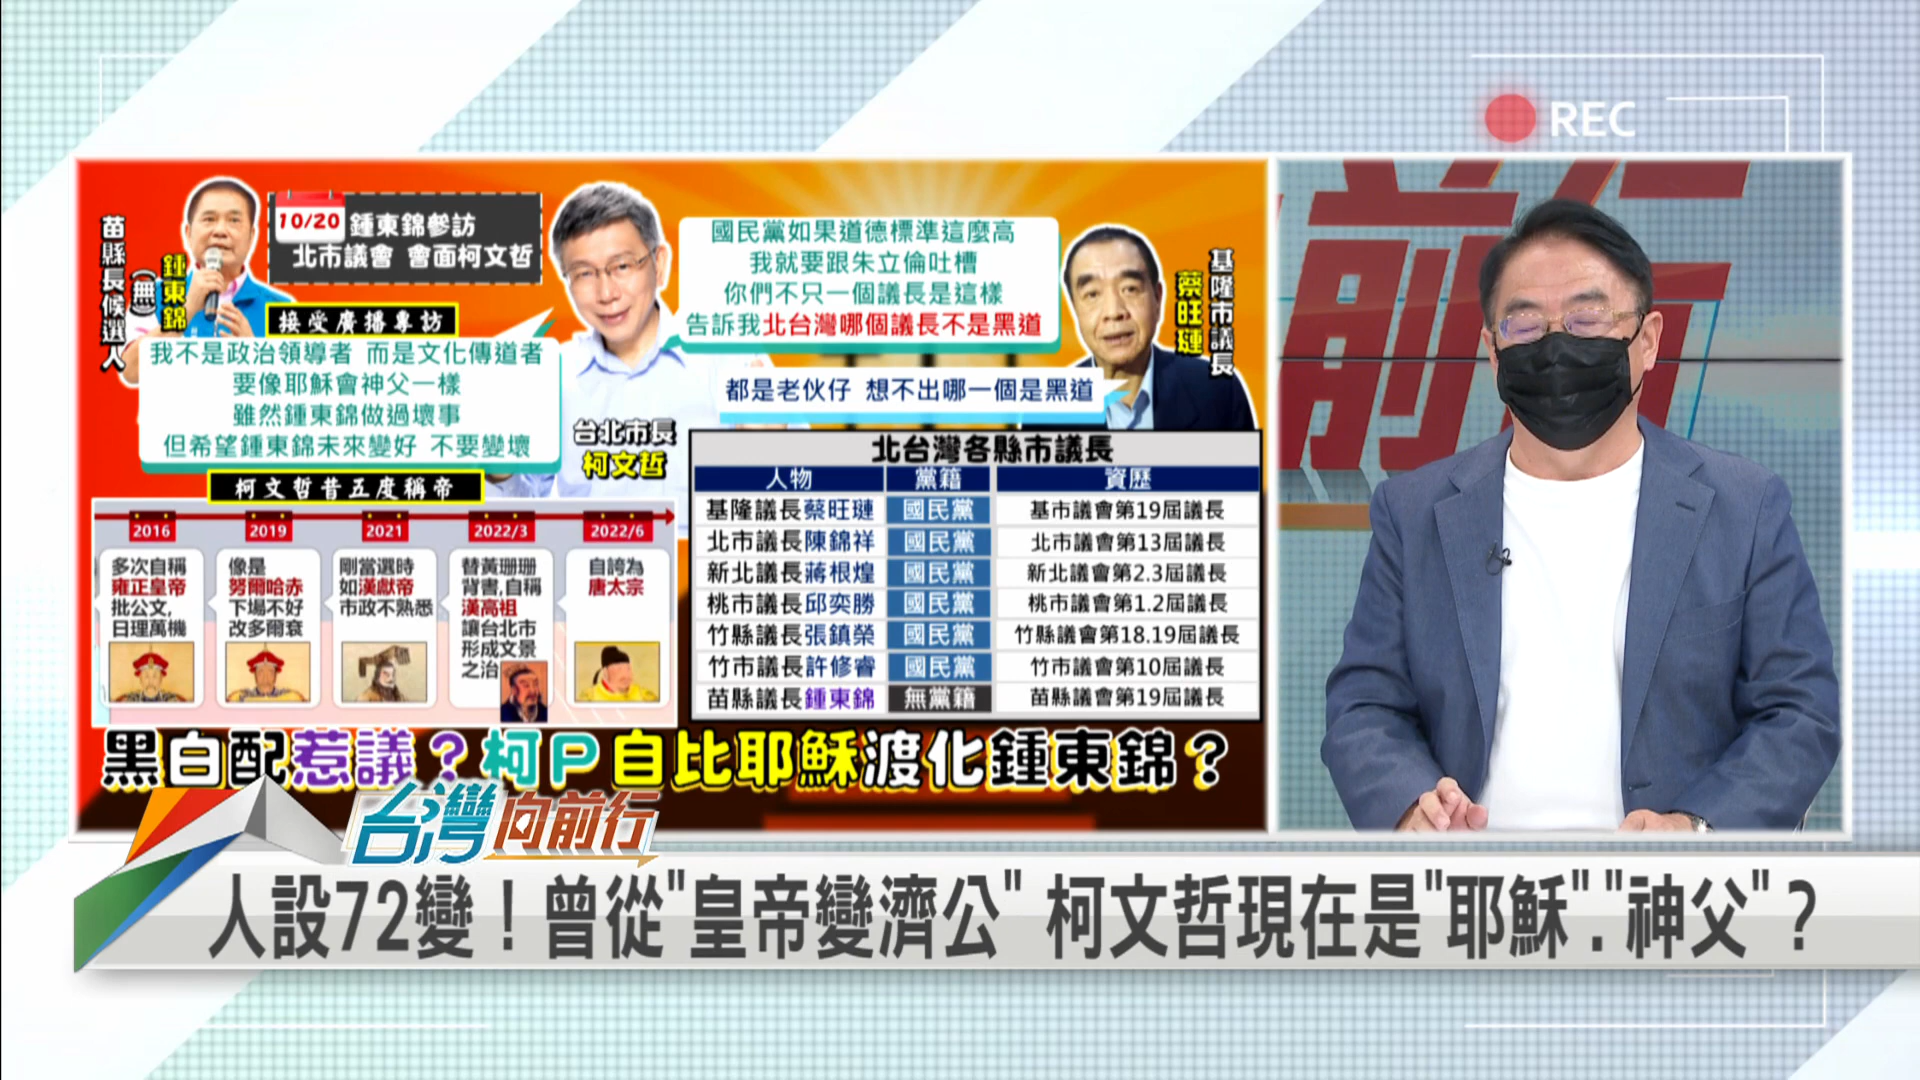 REC
苗縣長候選人
(無)
鍾東錦
10/20 鍾東錦參訪
北市議會 會面柯文哲
接受廣播專訪
我不是政治領導者 而是文化傳道者
要像耶穌會神父一樣
雖然鍾東錦做過壞事
但希望鍾東錦未來變好 不要變壞
台北市長
柯文哲
國民黨如果道德標準這麼高
我就要跟朱立倫吐槽
你們不只一個議長是這樣
告訴我北台灣哪個議長不是黑道
基隆市議長
蔡旺璉
都是老伙仔 想不出哪一個是黑道
柯文哲昔五度稱帝
2016
多次自稱
雍正皇帝
批公文,
日理萬機
2019
像是
努爾哈赤
下場不好
改多爾袞
2021
剛當選時
如漢獻帝
市政不熟悉
2022/3
替黃珊珊
背書,自稱
漢高祖
讓台北市
形成文景
之治
2022/6
自誇為
唐太宗
北台灣各縣市議長
人物 黨籍 資歷
基隆議長蔡旺璉 國民黨 基市議會第19屆議長
北市議長陳錦祥 國民黨 北市議會第13屆議長
新北議長蔣根煌 國民黨 新北議會第2.3屆議長
桃市議長邱奕勝 國民黨 桃市議會第1.2屆議長
竹縣議長張鎮榮 國民黨 竹縣議會第18.19屆議長
竹市議長許修睿 國民黨 竹市議會第10屆議長
苗縣議長鍾東錦 無黨籍 苗縣議會第19屆議長
黑白配惹議？柯P自比耶穌渡化鍾東錦？
前行
台灣向前行
人設72變！曾從"皇帝變濟公" 柯文哲現在是"耶穌"."神父"？